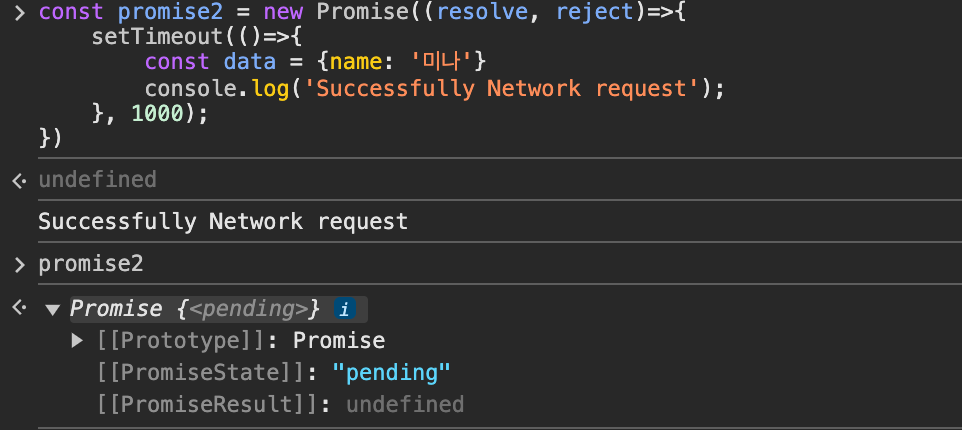 const promise2 = new Promise((resolve, reject)=>{
    setTimeout(()=>{
        const data = {name: '미나'}
        console.log('Successfully Network request');
    }, 1000);
})
undefined
Successfully Network request
promise2
Promise {<pending>} i
[[Prototype]]: Promise
[[PromiseState]]: "pending"
[[PromiseResult]]: undefined